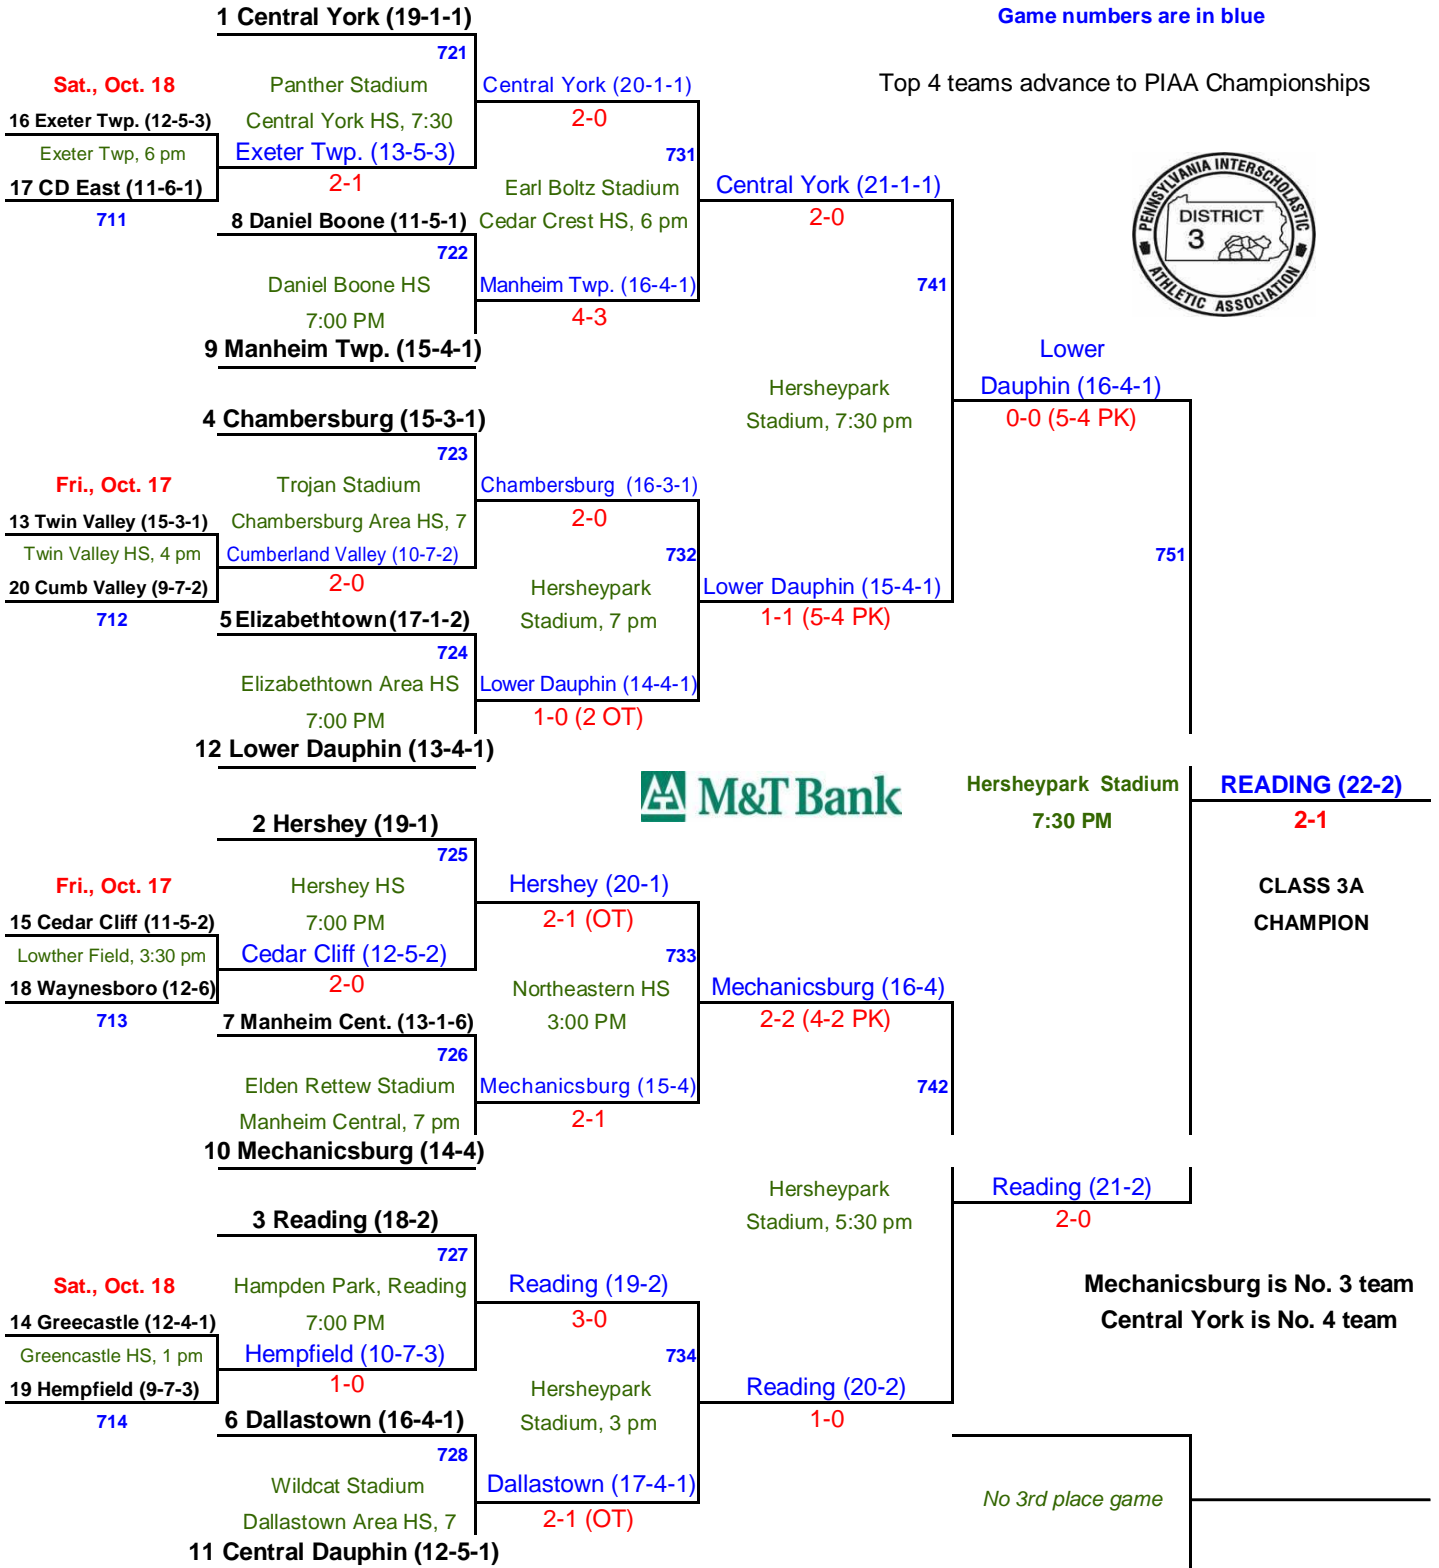 1 Central York (19-1-1)
Game numbers are in blue
721
Sat., Oct. 18
Panther Stadium
Central York (20-1-1)
Top 4 teams advance to PIAA Championships
16 Exeter Twp. (12-5-3)
Central York HS, 7:30
2-0
Exeter Twp, 6 pm
Exeter Twp. (13-5-3)
731
17 CD East (11-6-1)
2-1
Earl Boltz Stadium
Central York (21-1-1)
711
8 Daniel Boone (11-5-1)
Cedar Crest HS, 6 pm
2-0
PENNSYLVANIA INTERSCHOLASTIC
DISTRICT
3
ATHLETIC ASSOCIATION
722
Daniel Boone HS
Manheim Twp. (16-4-1)
741
7:00 PM
4-3
9 Manheim Twp. (15-4-1)
Lower
Dauphin (16-4-1)
Hersheypark
Stadium, 7:30 pm
0-0 (5-4 PK)
4 Chambersburg (15-3-1)
723
Fri., Oct. 17
Trojan Stadium
Chambersburg (16-3-1)
13 Twin Valley (15-3-1)
Chambersburg Area HS, 7
2-0
Twin Valley HS, 4 pm
Cumberland Valley (10-7-2)
732
751
20 Cumb Valley (9-7-2)
2-0
Hersheypark
Lower Dauphin (15-4-1)
712
5 Elizabethtown (17-1-2)
Stadium, 7 pm
1-1 (5-4 PK)
724
Elizabethtown Area HS
Lower Dauphin (14-4-1)
7:00 PM
1-0 (2 OT)
12 Lower Dauphin (13-4-1)
M&T Bank
Hersheypark Stadium
READING (22-2)
7:30 PM
2-1
2 Hershey (19-1)
725
Fri., Oct. 17
Hershey HS
Hershey (20-1)
CLASS 3A
15 Cedar Cliff (11-5-2)
7:00 PM
2-1 (OT)
CHAMPION
Lowther Field, 3:30 pm
Cedar Cliff (12-5-2)
733
18 Waynesboro (12-6)
2-0
Northeastern HS
Mechanicsburg (16-4)
713
7 Manheim Cent. (13-1-6)
3:00 PM
2-2 (4-2 PK)
726
Elden Rettew Stadium
Mechanicsburg (15-4)
742
Manheim Central, 7 pm
2-1
10 Mechanicsburg (14-4)
Hersheypark
Reading (21-2)
3 Reading (18-2)
Stadium, 5:30 pm
2-0
727
Sat., Oct. 18
Hampden Park, Reading
Reading (19-2)
Mechanicsburg is No. 3 team
14 Greecastle (12-4-1)
7:00 PM
3-0
Central York is No. 4 team
Greencastle HS, 1 pm
Hempfield (10-7-3)
734
19 Hempfield (9-7-3)
1-0
Hersheypark
Reading (20-2)
714
6 Dallastown (16-4-1)
Stadium, 3 pm
1-0
728
Wildcat Stadium
Dallastown (17-4-1)
No 3rd place game
Dallastown Area HS, 7
2-1 (OT)
11 Central Dauphin (12-5-1)